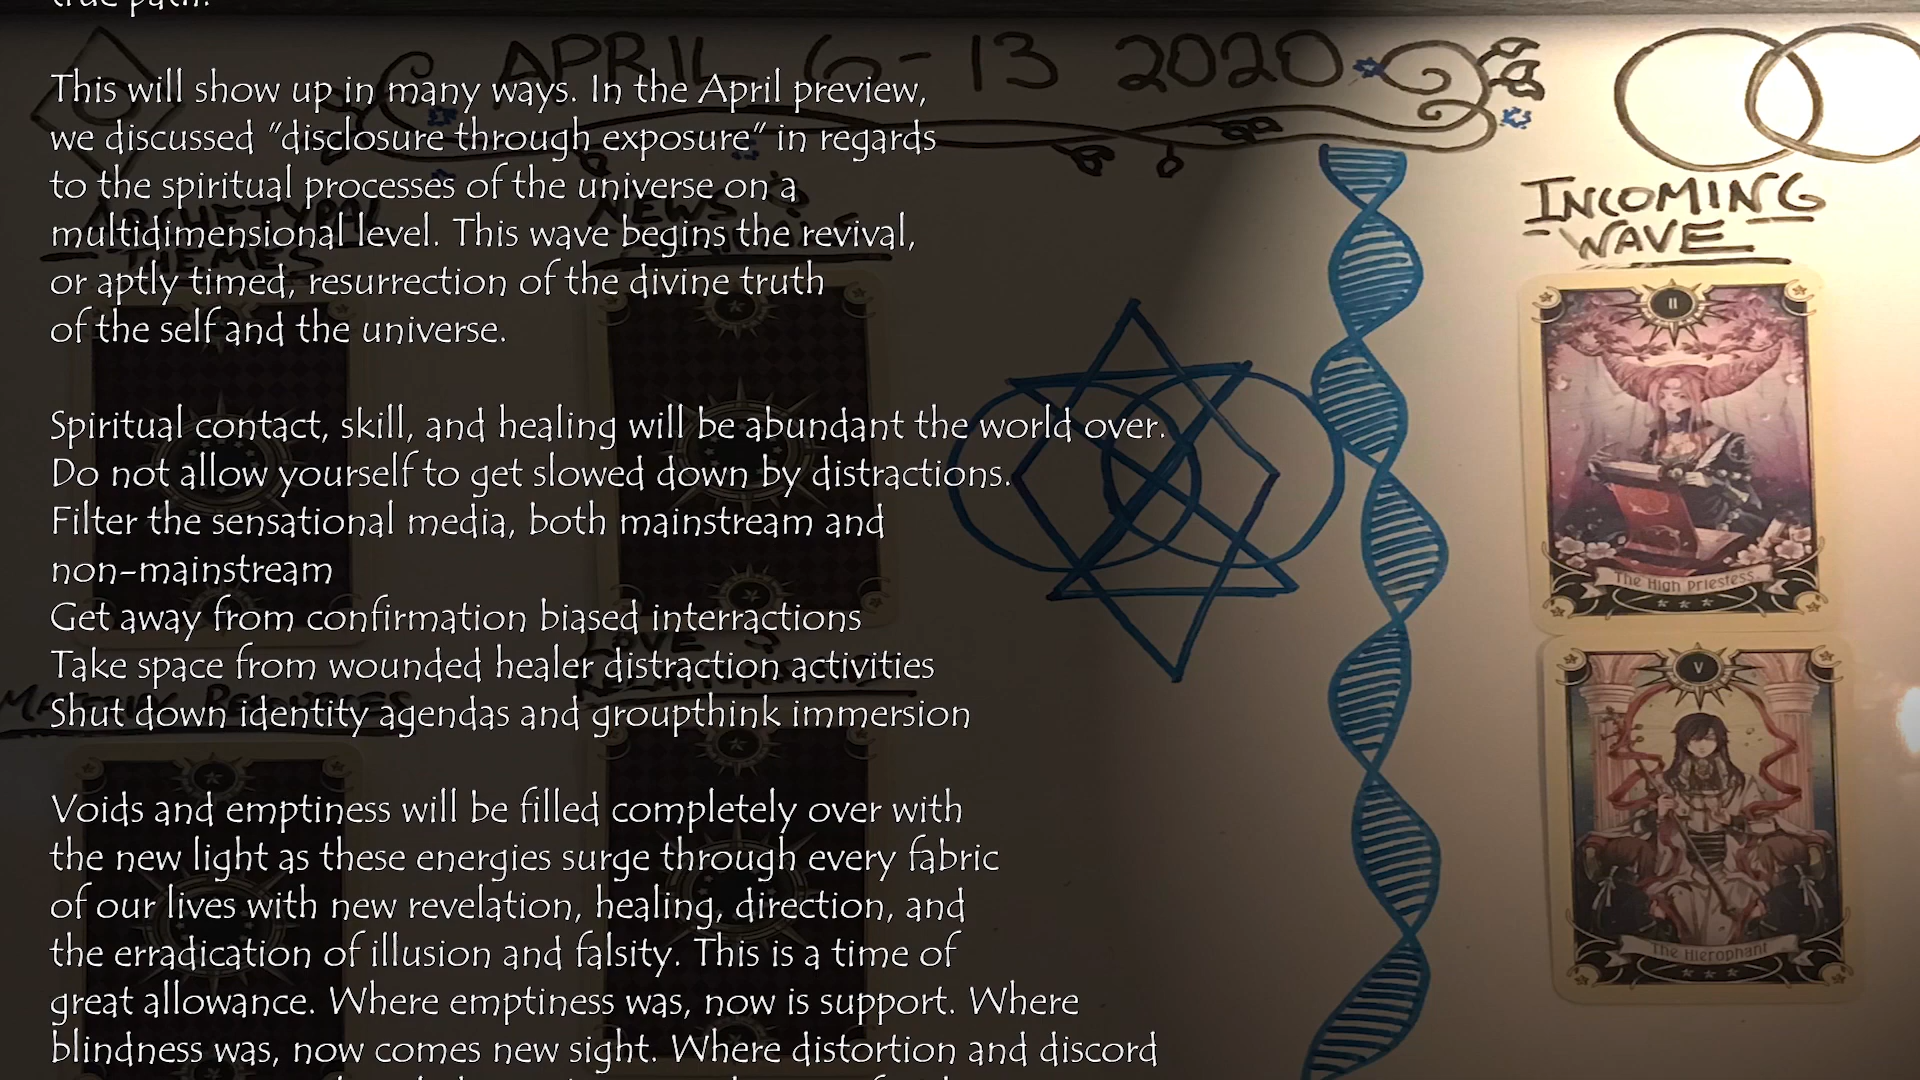 true path.
APRIL 6-13 2020
This will show up in many ways. In the April preview,
we discussed "disclosure through exposure" in regards
to the spiritual processes of the universe on a
multidimensional level. This wave begins the revival,
or aptly timed, resurrection of the divine truth
of the self and the universe.
Spiritual contact, skill, and healing will be abundant the world over.
Do not allow yourself to get slowed down by distractions.
Filter the sensational media, both mainstream and
non-mainstream
Get away from confirmation biased interractions
Take space from wounded healer distraction activities
Shut down identity agendas and groupthink immersion
Voids and emptiness will be filled completely over with
the new light as these energies surge through every fabric
of our lives with new revelation, healing, direction, and
the erradication of illusion and falsity. This is a time of
great allowance. Where emptiness was, now is support. Where
blindness was, now comes new sight. Where distortion and discord
ARCHETYPAL
THEMES
NEWS &
LOVE &
RELATIONSHIPS
INCOMING
WAVE
II
The High Priestess
V
The Hierophant